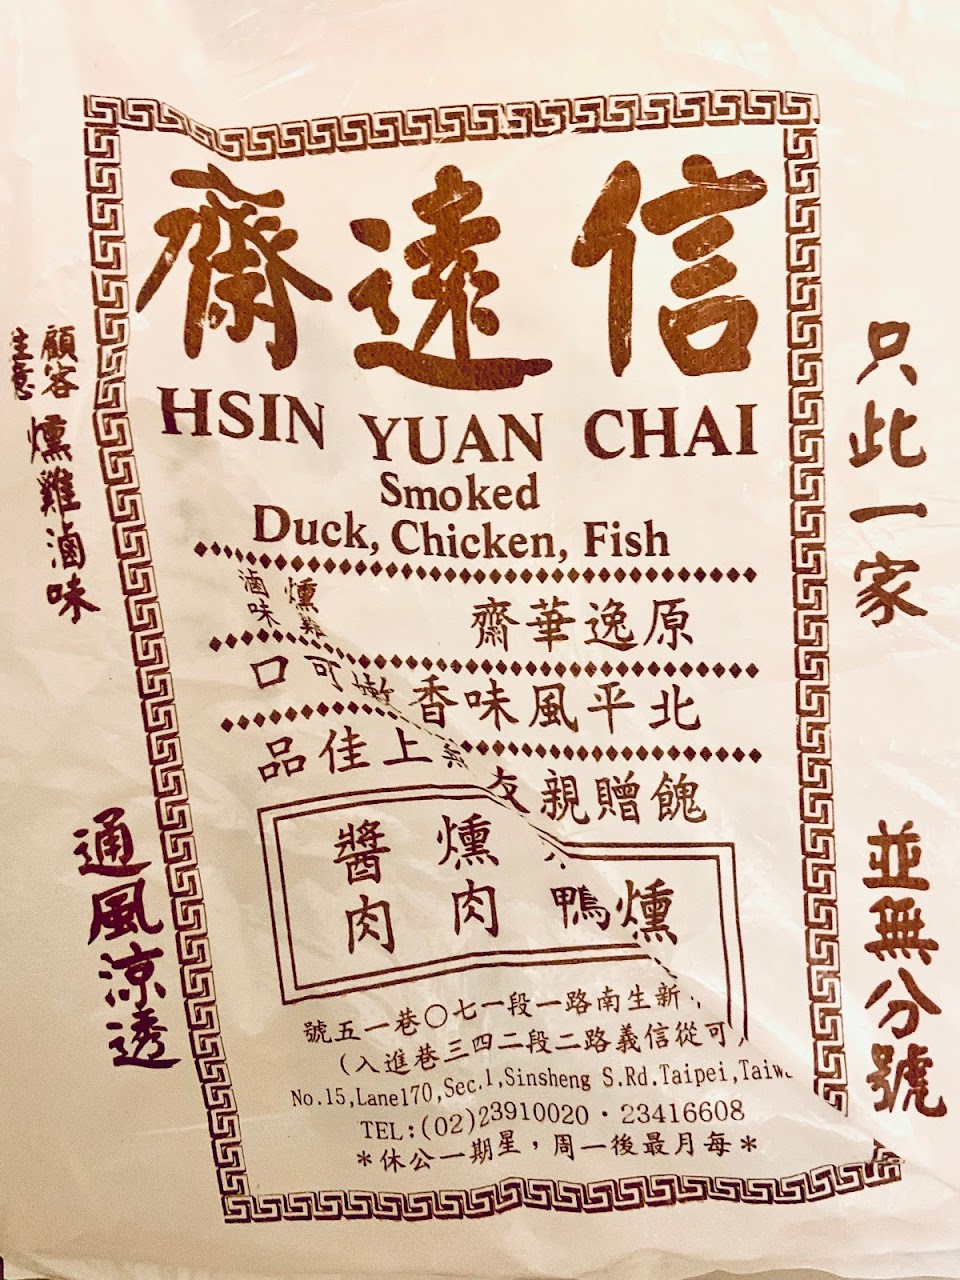 只此一家
並無分號
信遠齋
HSIN YUAN CHAI
Smoked
Duck, Chicken, Fish
原逸華齋 燻雞滷味
北平風味香嫩可口
餽贈親友上佳品
燻鴨 燻肉 醬肉
新生南路一段一七〇巷一五號
(可從信義路二段二四三巷進入)
No.15,Lane170,Sec.1,Sinsheng S.Rd.Taipei,Taiwan
TEL:(02)23910020・23416608
*每月最後一周，星期一公休*
顧客注意
燻雞滷味
通風涼透